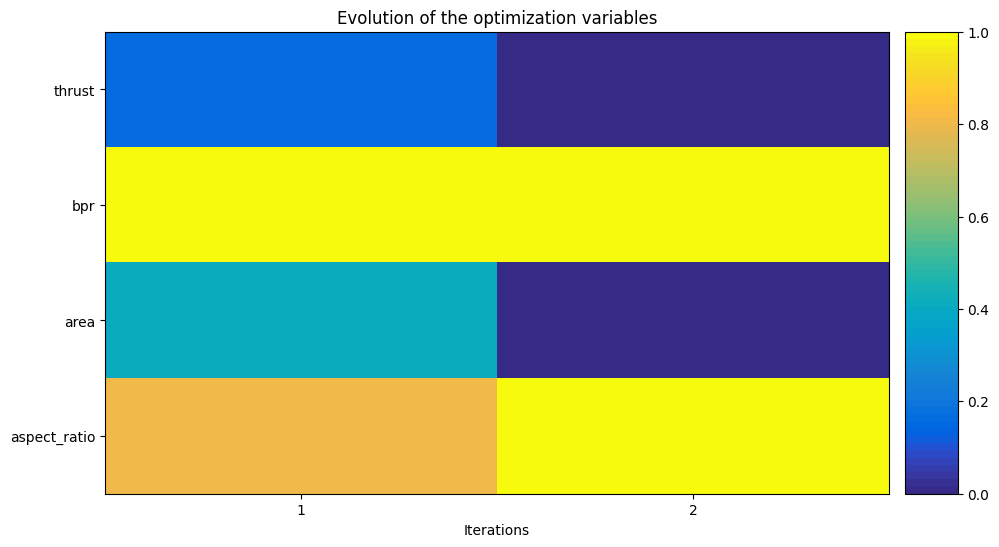 Evolution of the optimization variables
thrust
bpr
area
aspect_ratio
1
2
Iterations
1.0
0.8
0.6
0.4
0.2
0.0